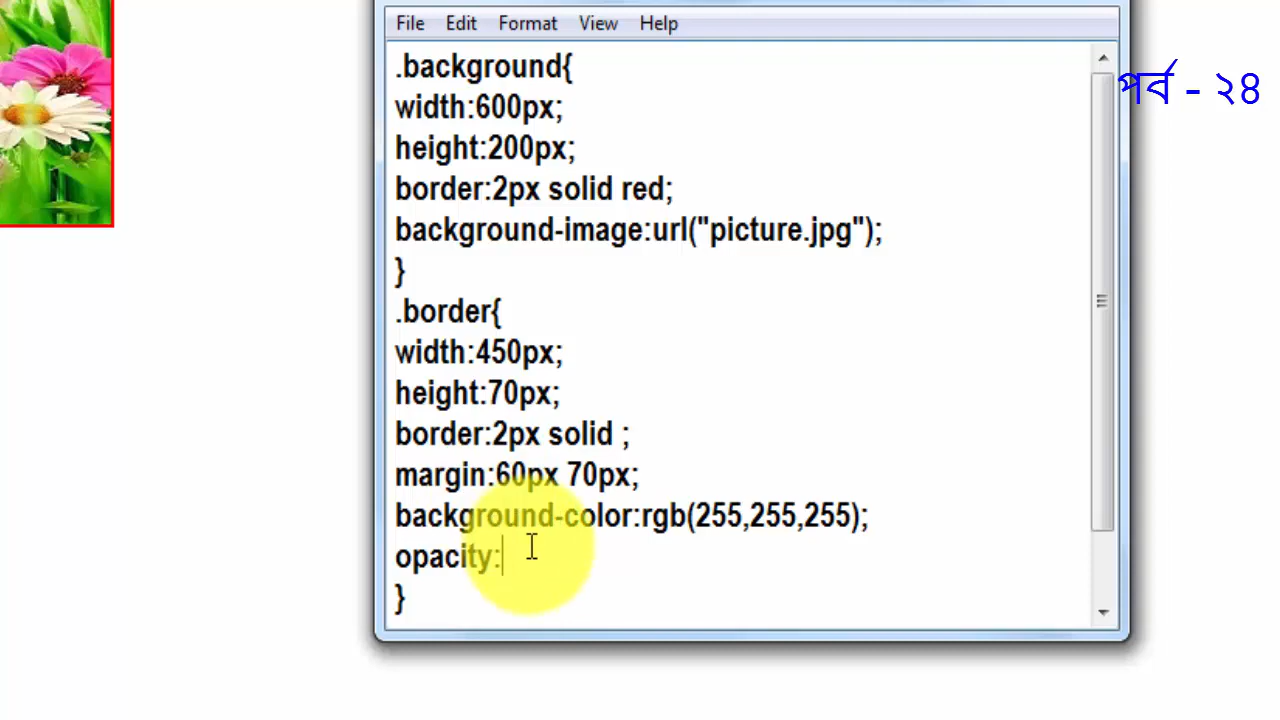 File Edit Format View Help
.background{
width:600px;
height:200px;
border:2px solid red;
background-image:url("picture.jpg");
}
.border{
width:450px;
height:70px;
border:2px solid ;
margin:60px 70px;
background-color:rgb(255,255,255);
opacity:
}
পর্ব - ২৪